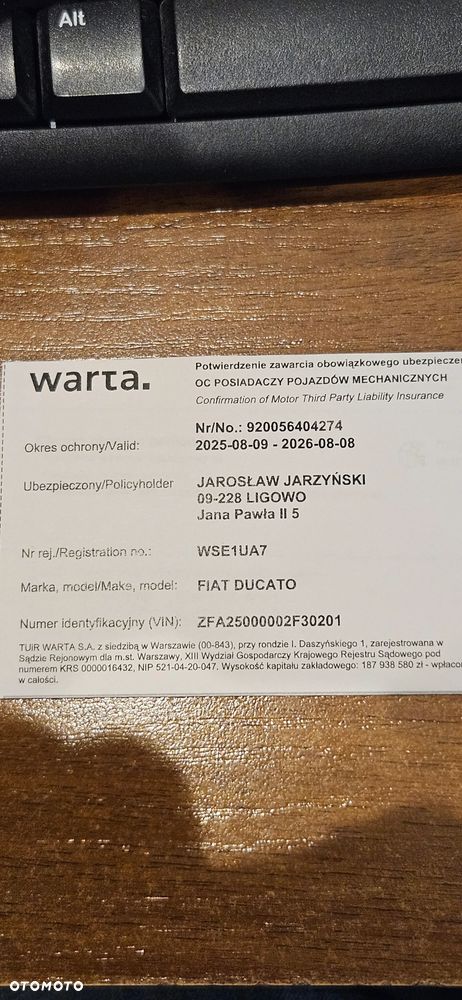 Alt
warta.
Potwierdzenie zawarcia obowiązkowego
OC POSIADACZY POJAZDÓW MECHANICZNYCH
Confirmation of Motor Third Party Liability Insurance
Nr/No.: 920056404274
Okres ochrony/Valid: 2025-08-09 - 2026-08-08
Ubezpieczony/Policyholder JAROSŁAW JARZYŃSKI
09-228 LIGOWO
Jana Pawła II 5
Nr rej./Registration no.: WSE1UA7
Marka, model/Make, model: FIAT DUCATO
Numer identyfikacyjny (VIN): ZFA25000002F30201
TUiR WARTA S.A. z siedzibą w Warszawie (00-843), przy rondzie I. Daszyńskiego 1, zarejestrowana w
Sądzie Rejonowym dla m.st. Warszawy, XIII Wydział Gospodarczy Krajowego Rejestru Sądowego pod
numerem KRS 0000016432, NIP 521-04-20-047. Wysokość kapitału zakładowego: 187 938 580 zł -
w całości.
OTOMOTO